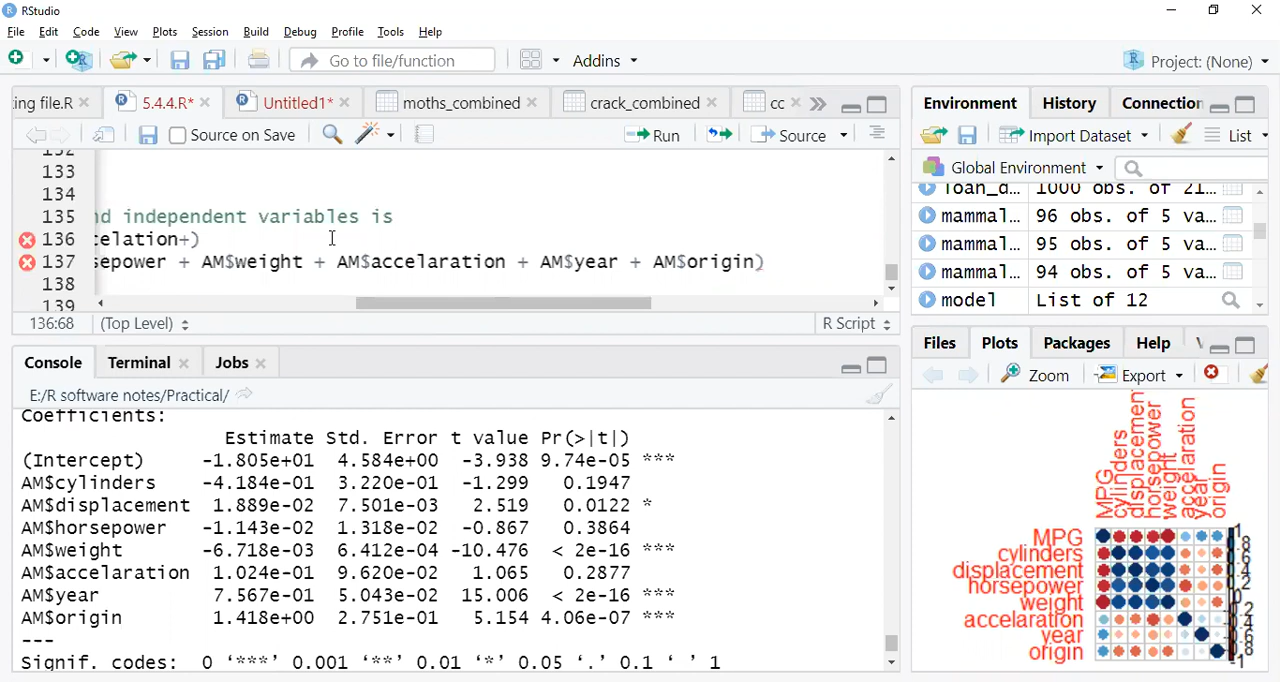 RStudio
File Edit Code View Plots Session Build Debug Profile Tools Help
Go to file/function Addins Project: (None)
ing file.R 5.4.4.R* Untitled1* moths_combined crack_combined cc
Source on Save Run Source
132
133
134
135 nd independent variables is
136 celation+)
137 sepower + AM$weight + AM$accelaration + AM$year + AM$origin)
138
139
136:68 (Top Level) R Script
Console Terminal Jobs
E:/R software notes/Practical/
Coefficients:
Estimate Std. Error t value Pr(>|t|)
(Intercept) -1.805e+01 4.584e+00 -3.938 9.74e-05 ***
AM$cylinders -4.184e-01 3.220e-01 -1.299 0.1947
AM$displacement 1.889e-02 7.501e-03 2.519 0.0122 *
AM$horsepower -1.143e-02 1.318e-02 -0.867 0.3864
AM$weight -6.718e-03 6.412e-04 -10.476 < 2e-16 ***
AM$accelaration 1.024e-01 9.620e-02 1.065 0.2877
AM$year 7.567e-01 5.043e-02 15.006 < 2e-16 ***
AM$origin 1.418e+00 2.751e-01 5.154 4.06e-07 ***
---
Signif. codes: 0 ‘***’ 0.001 ‘**’ 0.01 ‘*’ 0.05 ‘.’ 0.1 ‘ ’ 1
Environment History Connection
Import Dataset List
Global Environment
loan_d... 1000 obs. of 21...
mammal... 96 obs. of 5 va...
mammal... 95 obs. of 5 va...
mammal... 94 obs. of 5 va...
model List of 12
Files Plots Packages Help
Zoom Export
MPG
cylinders
displacemen
horsepower
weight
accelaration
year
origin
MPG
cylinders
displacement
horsepower
weight
accelaration
year
origin
1
0
-1